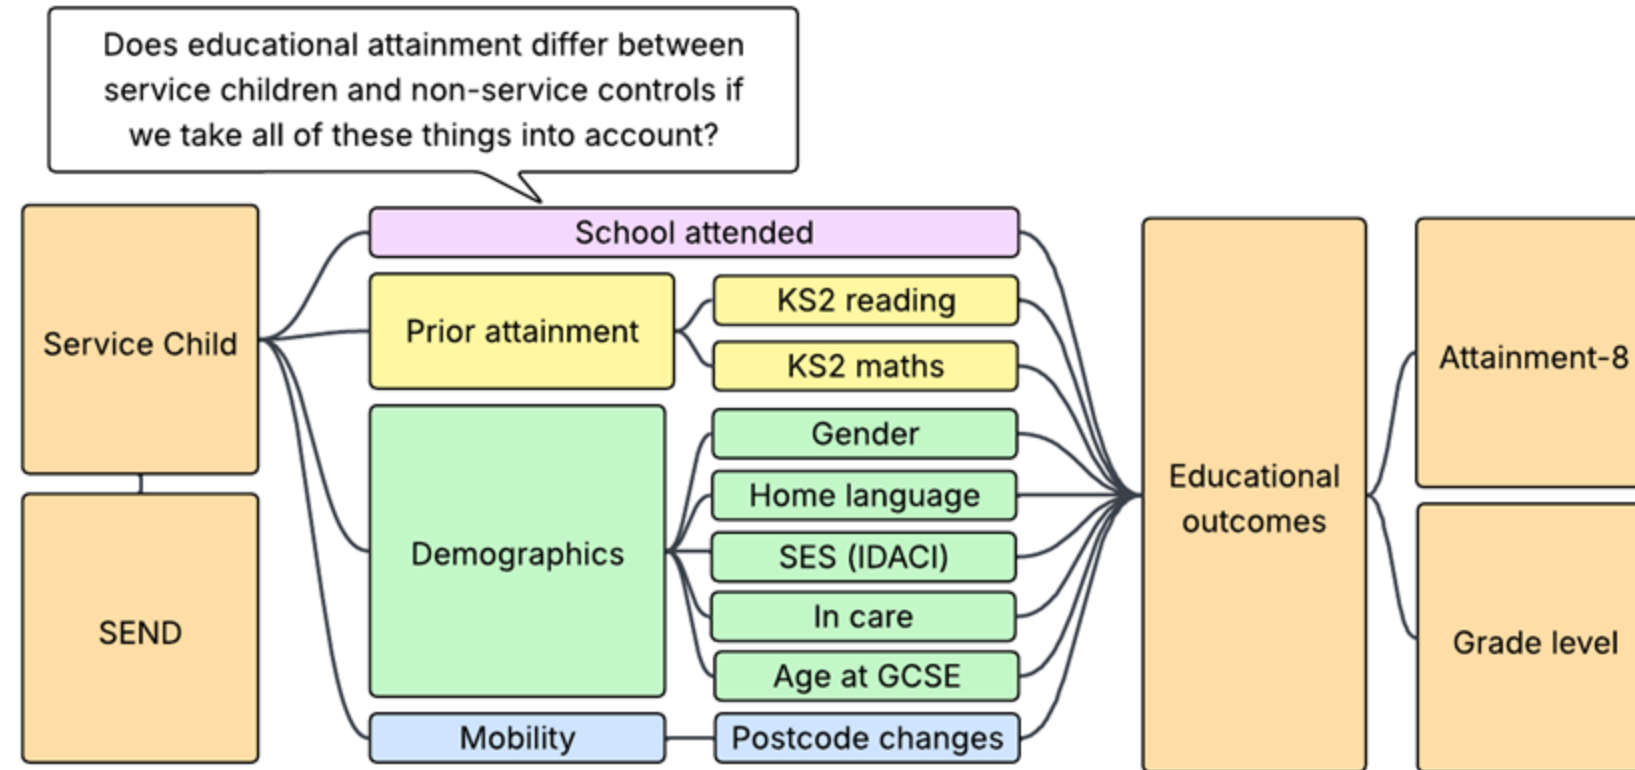 Does educational attainment differ between
service children and non-service controls if
we take all of these things into account?
Service Child
SEND
School attended
Prior attainment
KS2 reading
KS2 maths
Demographics
Gender
Home language
SES (IDACI)
In care
Age at GCSE
Mobility
Postcode changes
Educational
outcomes
Attainment-8
Grade level